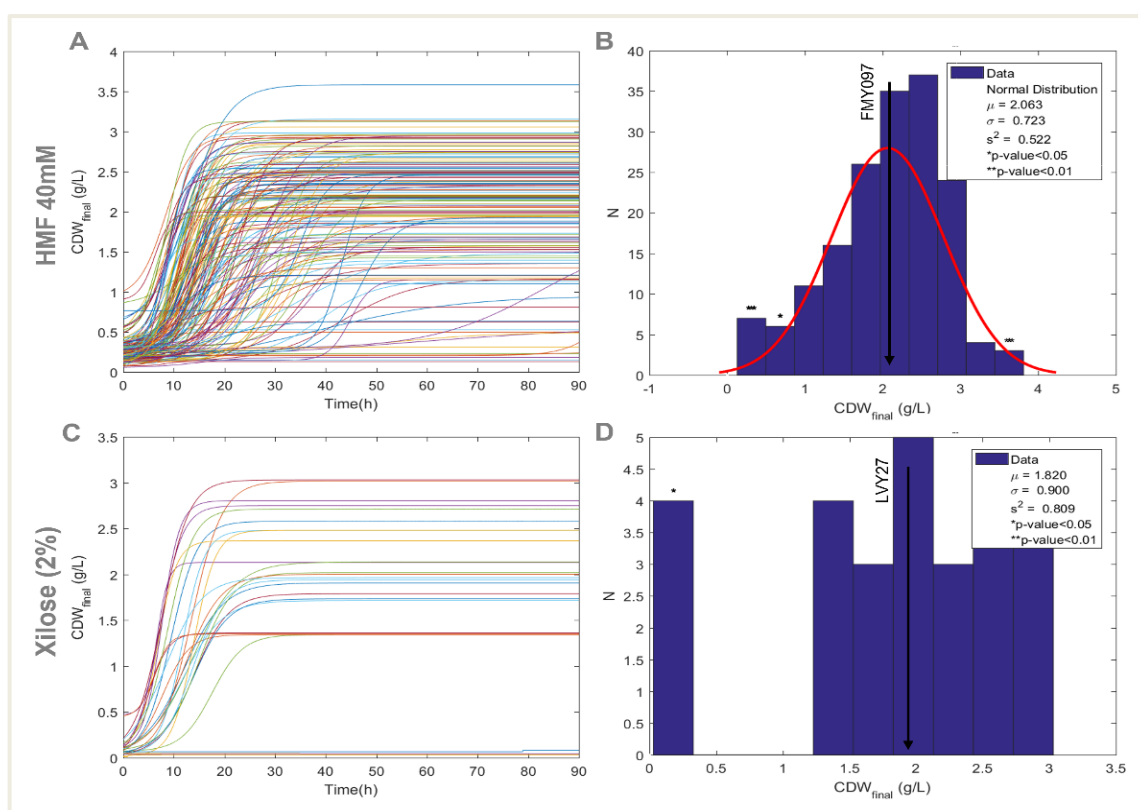 A
HMF 40mM
CDWfinal (g/L)
4
3.5
3
2.5
2
1.5
1
0.5
0
0 10 20 30 40 50 60 70 80 90
Time(h)
B
FMY097
Data
Normal Distribution
μ = 2.063
σ = 0.723
s² = 0.522
*p-value<0.05
**p-value<0.01
N
40
35
30
25
20
15
10
5
0
**
*
**
-1 0 1 2 3 4 5
CDWfinal (g/L)
C
Xilose (2%)
CDWfinal (g/L)
3.5
3
2.5
2
1.5
1
0.5
0
0 10 20 30 40 50 60 70 80 90
Time(h)
D
LVY27
Data
μ = 1.820
σ = 0.900
s² = 0.809
*p-value<0.05
**p-value<0.01
N
5
4.5
4
3.5
3
2.5
2
1.5
1
0.5
0
*
0 0.5 1 1.5 2 2.5 3 3.5
CDWfinal (g/L)